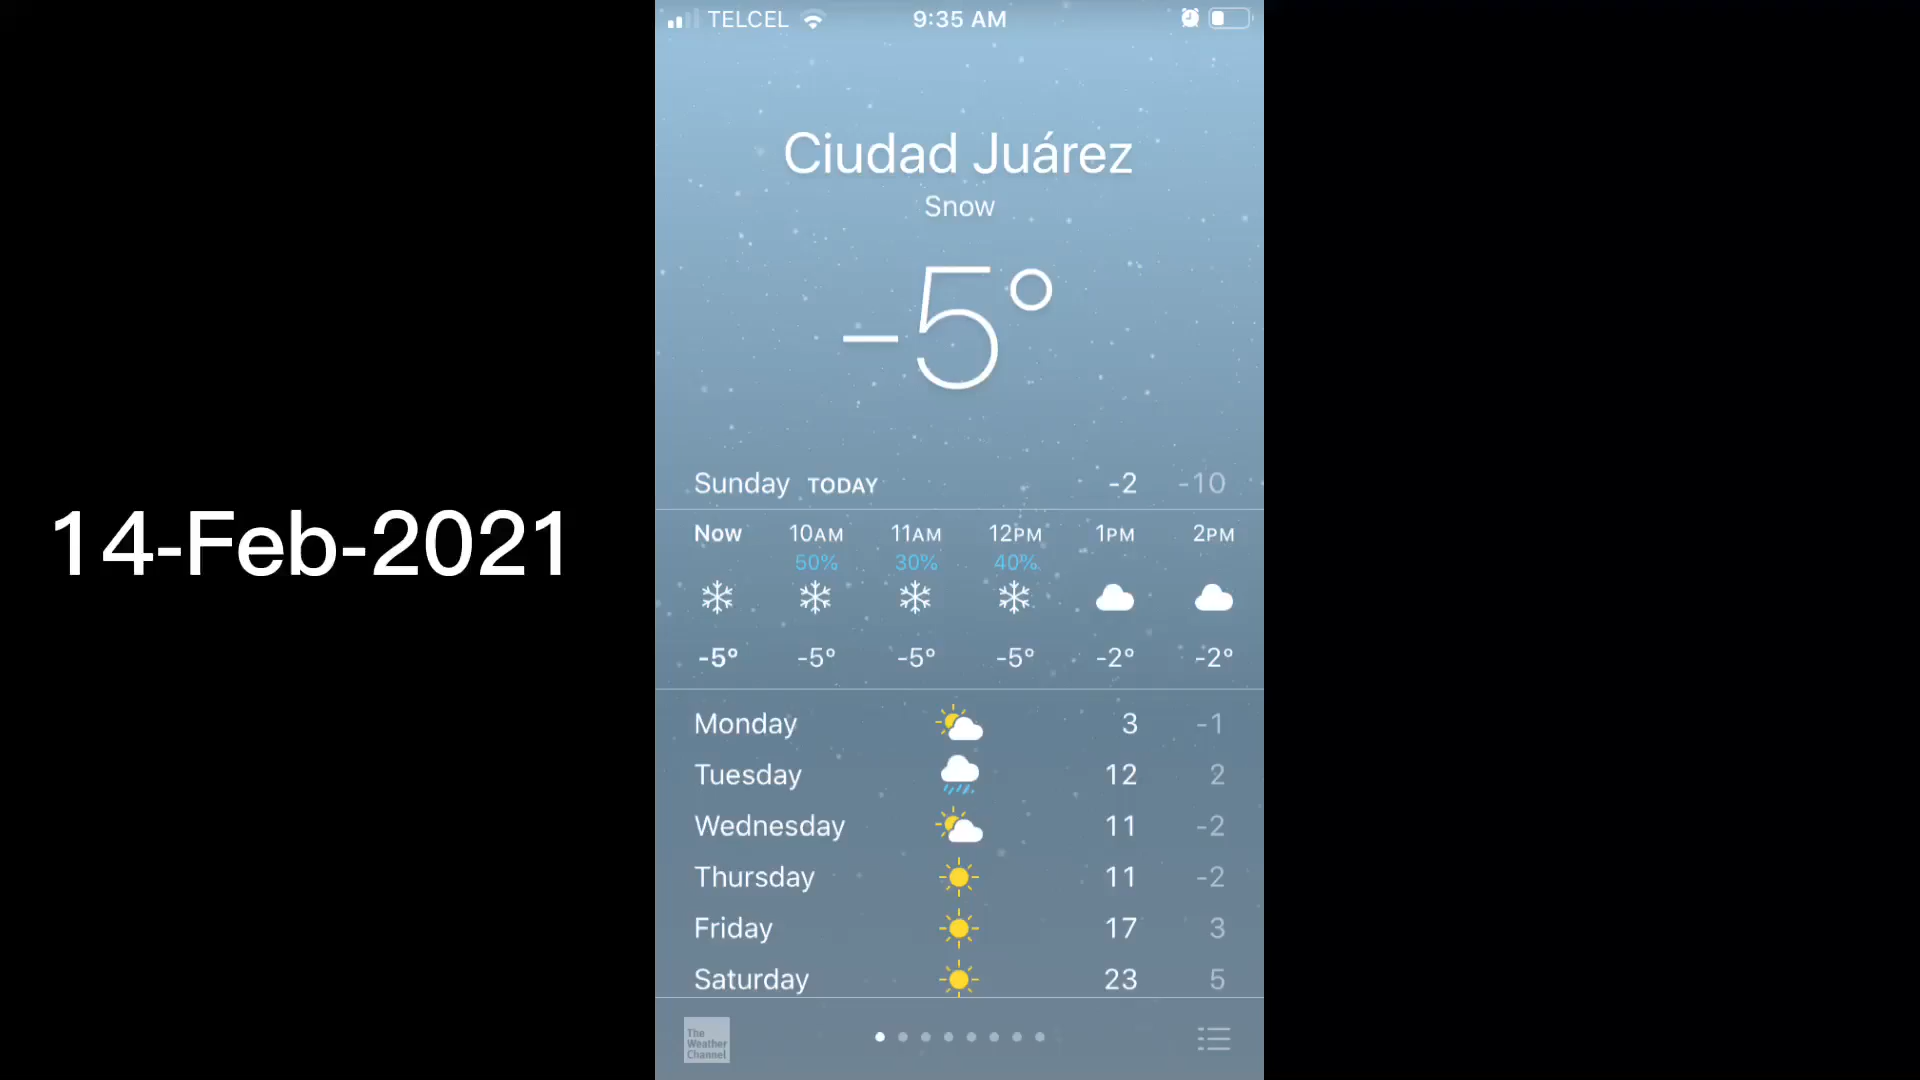 TELCEL 9:35 AM
Ciudad Juárez
Snow
-5°
14-Feb-2021
Sunday TODAY -2 -10
Now 10AM 11AM 12PM 1PM 2PM
50% 30% 40%
-5° -5° -5° -5° -2° -2°
Monday 3 -1
Tuesday 12 2
Wednesday 11 -2
Thursday 11 -2
Friday 17 3
Saturday 23 5
The
Weather
Channel